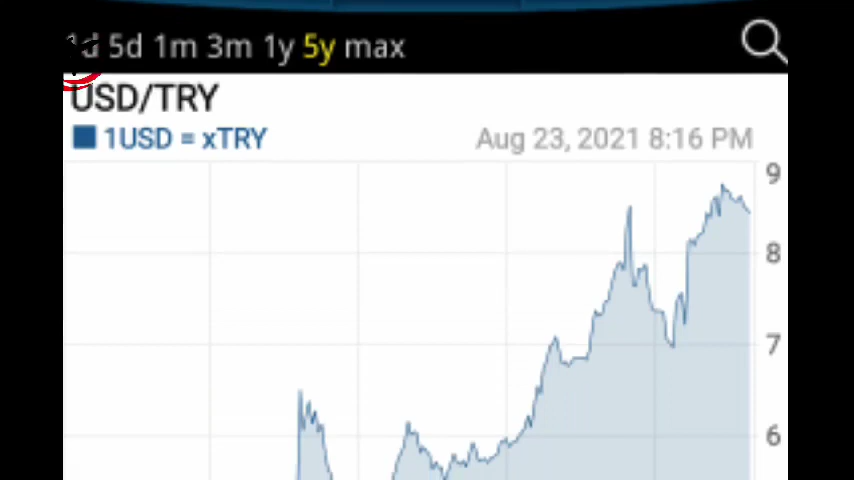 1d 5d 1m 3m 1y 5y max
USD/TRY
1USD = xTRY
Aug 23, 2021 8:16 PM
9
8
7
6